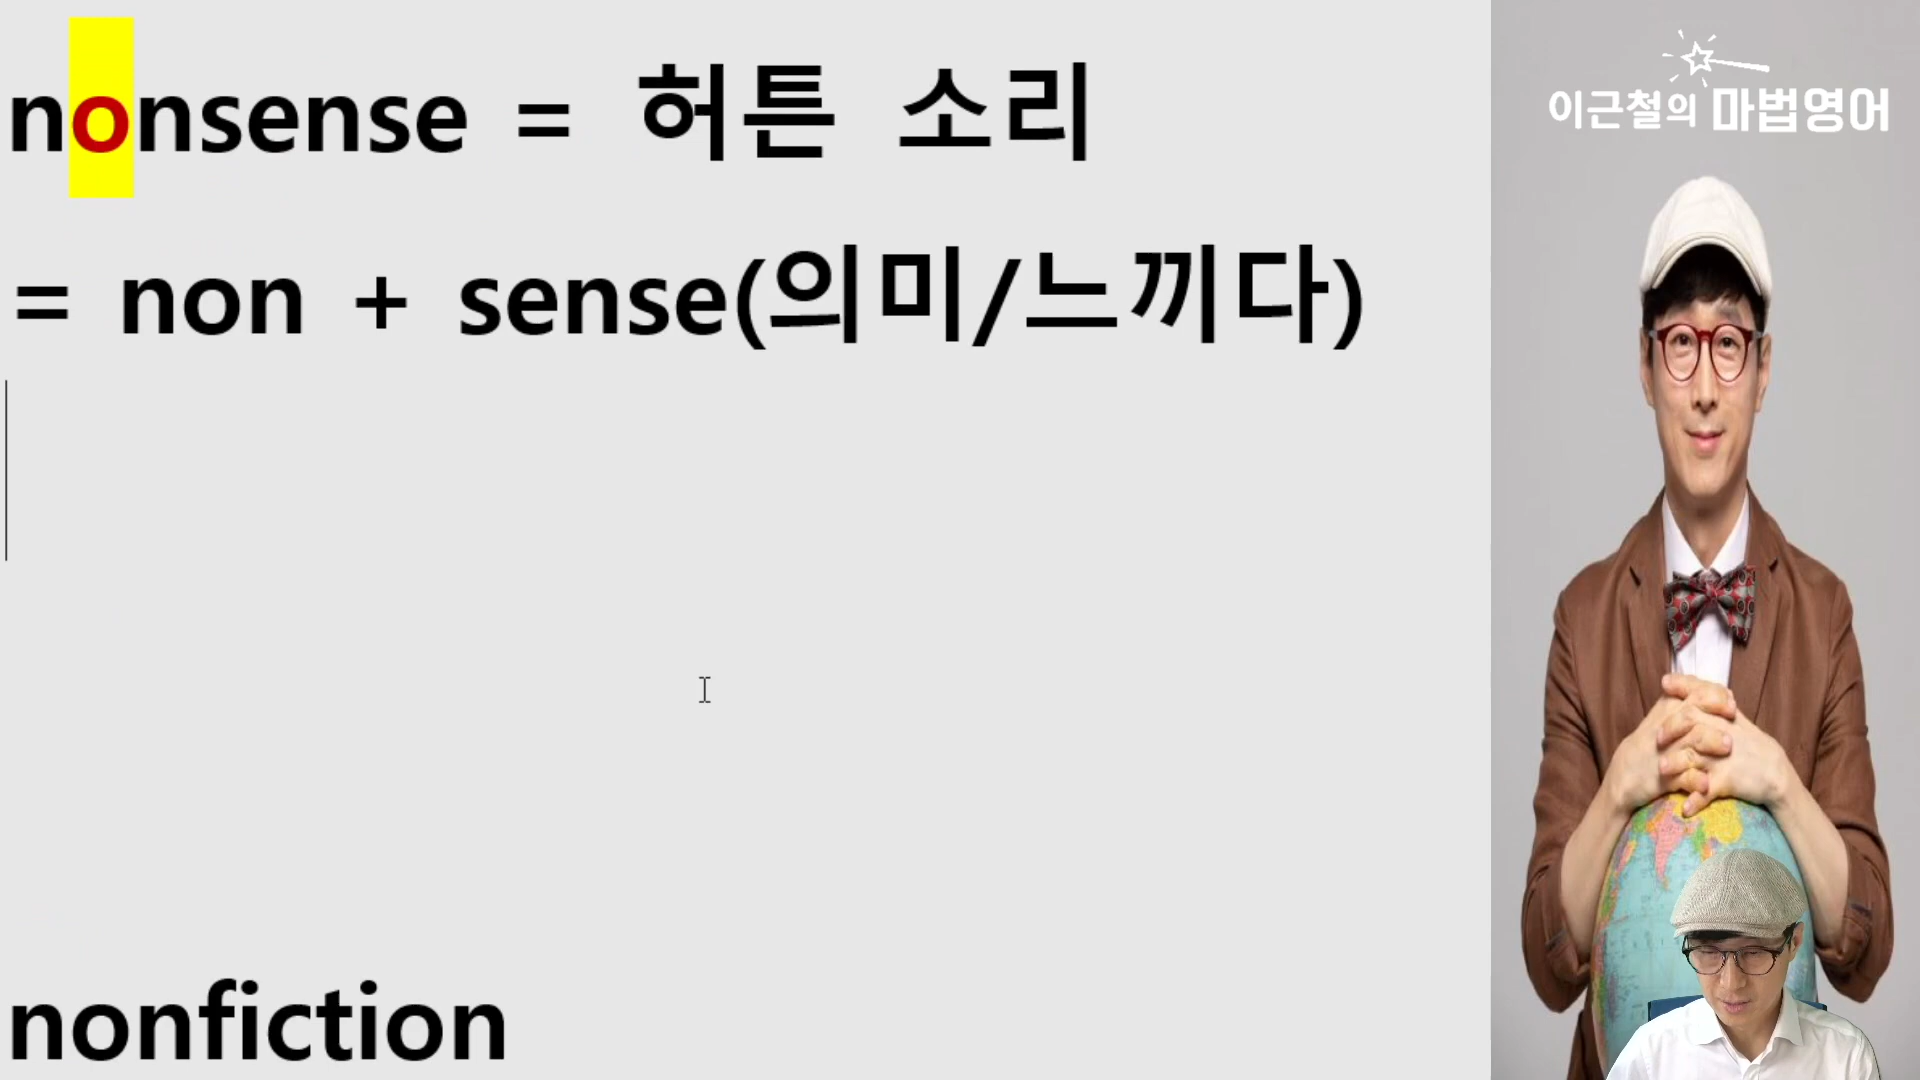 nonsense = 허튼 소리
= non + sense(의미/느끼다)
nonfiction
이근철의 마법영어